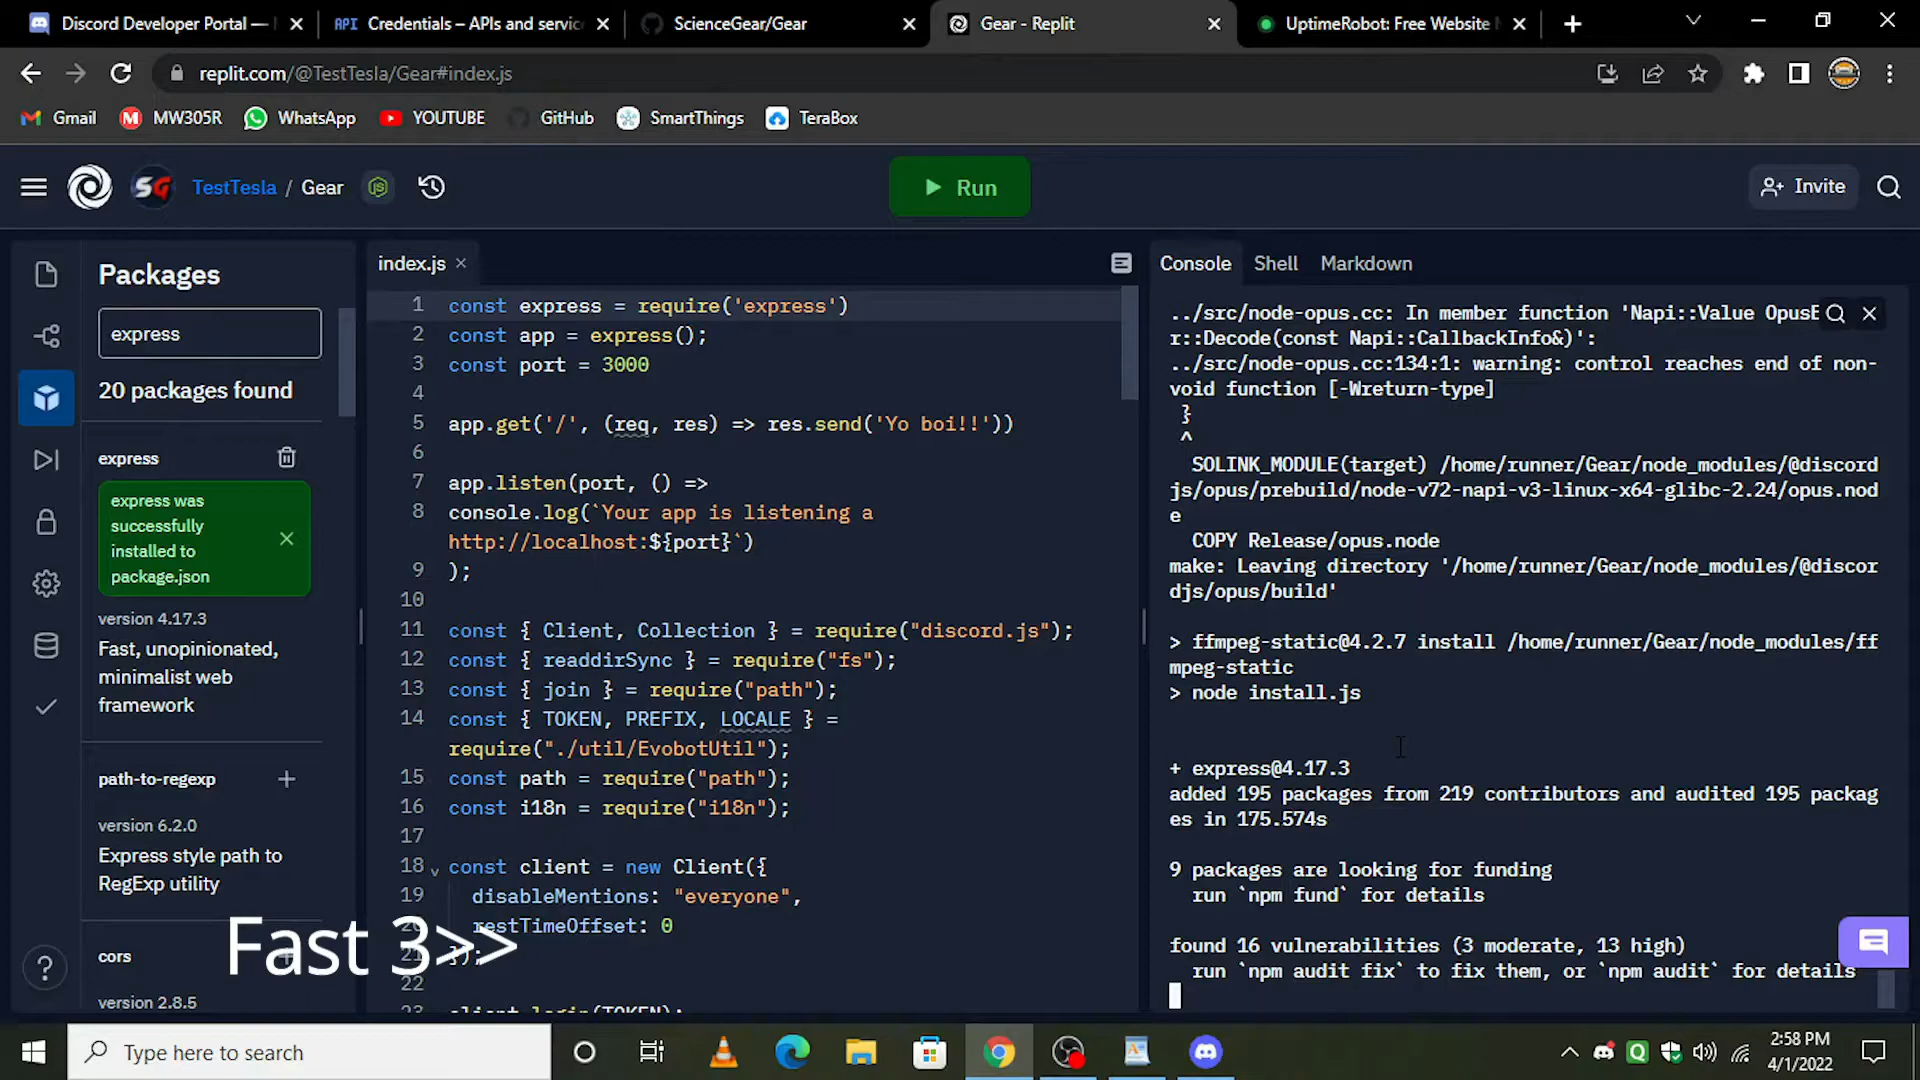 Discord Developer Portal —
API Credentials – APIs and servic
ScienceGear/Gear
Gear - Replit
UptimeRobot: Free Website
replit.com/@TestTesla/Gear#index.js
Gmail
MW305R
WhatsApp
YOUTUBE
GitHub
SmartThings
TeraBox
SG
TestTesla / Gear
Run
Invite
Packages
express
20 packages found
express
express was
successfully
installed to
package.json
version 4.17.3
Fast, unopinionated,
minimalist web
framework
path-to-regexp
version 6.2.0
Express style path to
RegExp utility
cors
version 2.8.5
index.js
1 const express = require('express')
2 const app = express();
3 const port = 3000
4
5 app.get('/', (req, res) => res.send('Yo boi!!'))
6
7 app.listen(port, () =>
8 console.log(`Your app is listening a
http://localhost:${port}`)
9 );
10
11 const { Client, Collection } = require("discord.js");
12 const { readdirSync } = require("fs");
13 const { join } = require("path");
14 const { TOKEN, PREFIX, LOCALE } =
require("./util/EvobotUtil");
15 const path = require("path");
16 const i18n = require("i18n");
17
18 const client = new Client({
19 disableMentions: "everyone",
20 restTimeOffset: 0
21 });
22
23 client.login(TOKEN);
Fast 3>>
Console Shell Markdown
../src/node-opus.cc: In member function 'Napi::Value OpusE
r::Decode(const Napi::CallbackInfo&)':
../src/node-opus.cc:134:1: warning: control reaches end of non-
void function [-Wreturn-type]
}
^
SOLINK_MODULE(target) /home/runner/Gear/node_modules/@discord
js/opus/prebuild/node-v72-napi-v3-linux-x64-glibc-2.24/opus.nod
e
COPY Release/opus.node
make: Leaving directory '/home/runner/Gear/node_modules/@discor
djs/opus/build'
> ffmpeg-static@4.2.7 install /home/runner/Gear/node_modules/ff
mpeg-static
> node install.js
+ express@4.17.3
added 195 packages from 219 contributors and audited 195 packag
es in 175.574s
9 packages are looking for funding
run `npm fund` for details
found 16 vulnerabilities (3 moderate, 13 high)
run `npm audit fix` to fix them, or `npm audit` for details
Type here to search
2:58 PM
4/1/2022